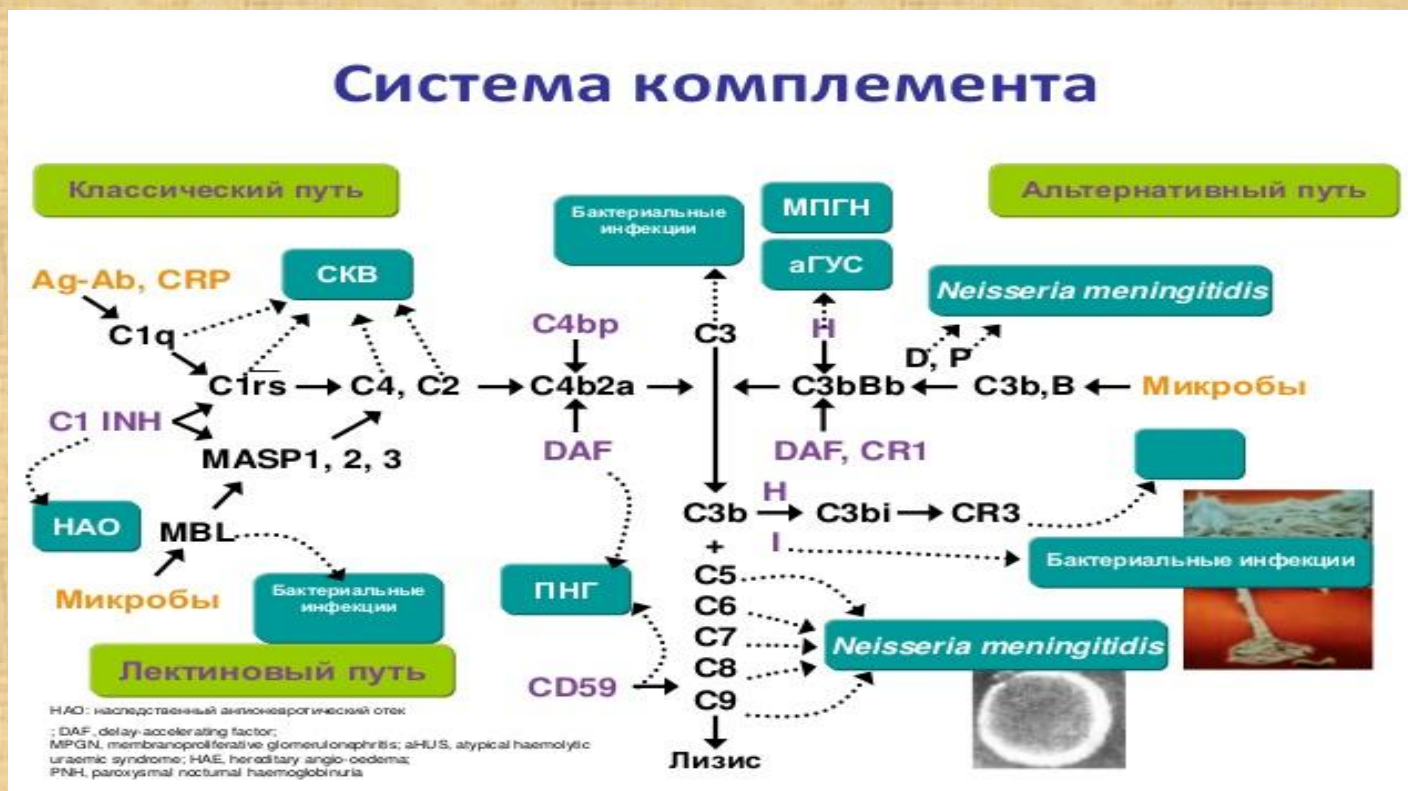 Система комплемента
Классический путь
Альтернативный путь
Бактериальные
инфекции
МПГН
аГУС
СКВ
Neisseria meningitidis
Ag-Ab, CRP
C1q
C4bp
C3
H
D, P
C1rs
C4, C2
C4b2a
C3bBb
C3b,B
Микробы
C1 INH
MASP1, 2, 3
DAF
DAF, CR1
НАО
MBL
C3b
H
I
C3bi
CR3
Бактериальные инфекции
+
C5
C6
C7
C8
C9
Микробы
Бактериальные
инфекции
ПНГ
Neisseria meningitidis
Лектиновый путь
CD59
Лизис
НАО: наследственный ангионевротический отек
; DAF, delay-accelerating factor;
MPGN, membranoproliferative glomerulonephritis; aHUS, atypical haemolytic
uraemic syndrome; HAE, hereditary angio-oedema;
PNH, paroxysmal nocturnal haemoglobinuria